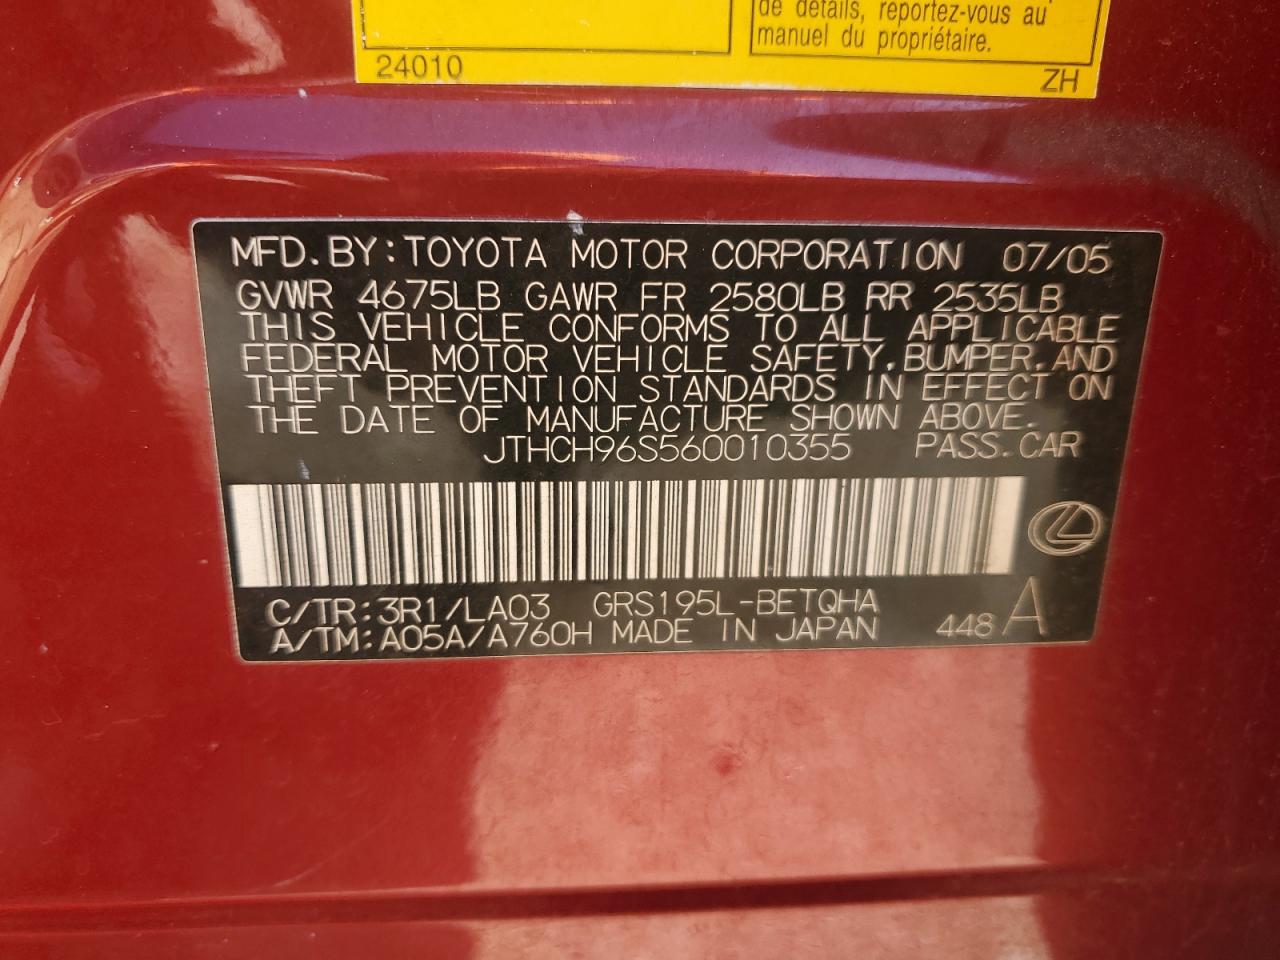 de détails, reportez-vous au
manuel du propriétaire.
24010
ZH
MFD. BY: TOYOTA MOTOR CORPORATION 07/05
GVWR 4675LB GAWR FR 2580LB RR 2535LB
THIS VEHICLE CONFORMS TO ALL APPLICABLE
FEDERAL MOTOR VEHICLE SAFETY, BUMPER, AND
THEFT PREVENTION STANDARDS IN EFFECT ON
THE DATE OF MANUFACTURE SHOWN ABOVE.
JTHCH96S560010355 PASS. CAR
C/TR: 3R1/LA03 GRS195L-BETQHA
A/TM: A05A/A760H MADE IN JAPAN 448 A